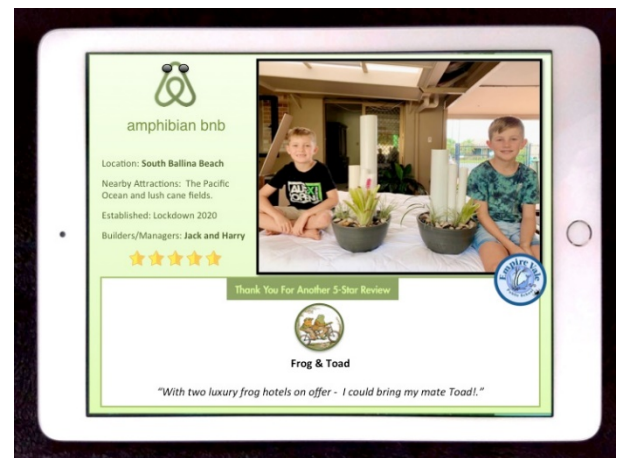 amphibian bnb
Location: South Ballina Beach
Nearby Attractions: The Pacific
Ocean and lush cane fields.
Established: Lockdown 2020
Builders/Managers: Jack and Harry
Empire Vale
Thank You For Another 5-Star Review
Frog & Toad
“With two luxury frog hotels on offer - I could bring my mate Toad!.”